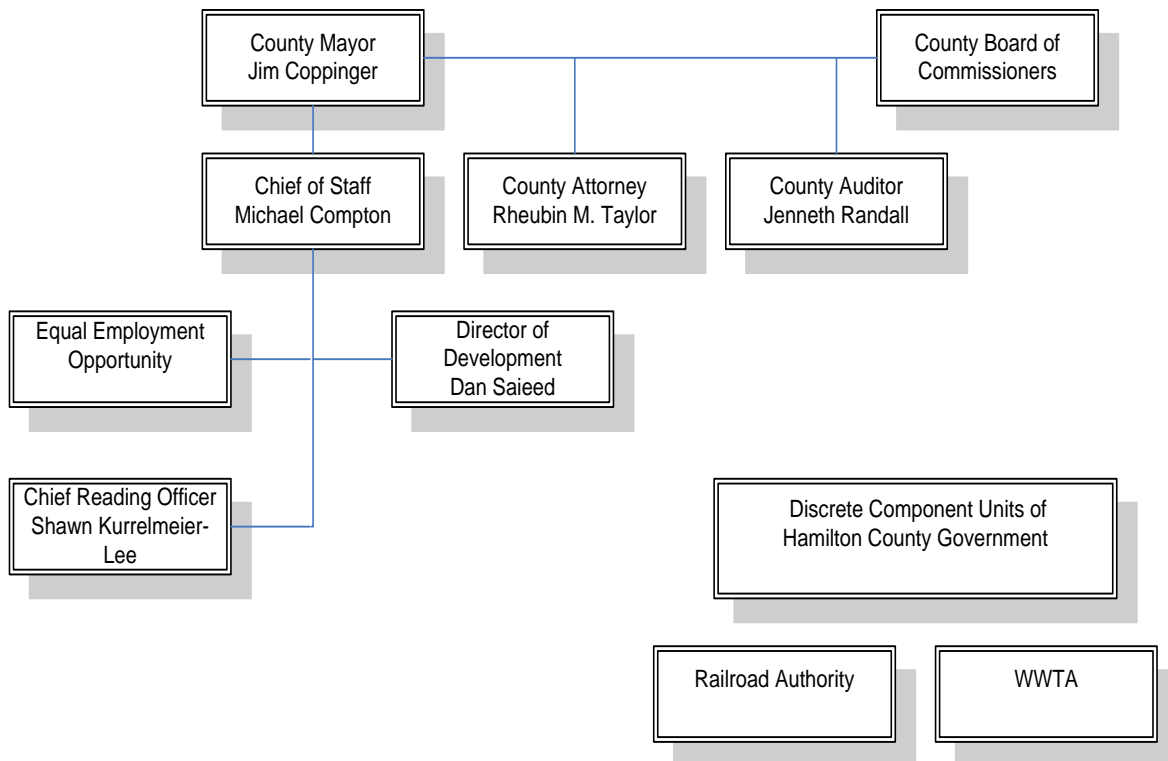 County Mayor
Jim Coppinger
County Board of
Commissioners
Chief of Staff
Michael Compton
County Attorney
Rheubin M. Taylor
County Auditor
Jenneth Randall
Equal Employment
Opportunity
Director of
Development
Dan Saieed
Chief Reading Officer
Shawn Kurrelmeier-
Lee
Discrete Component Units of
Hamilton County Government
Railroad Authority
WWTA